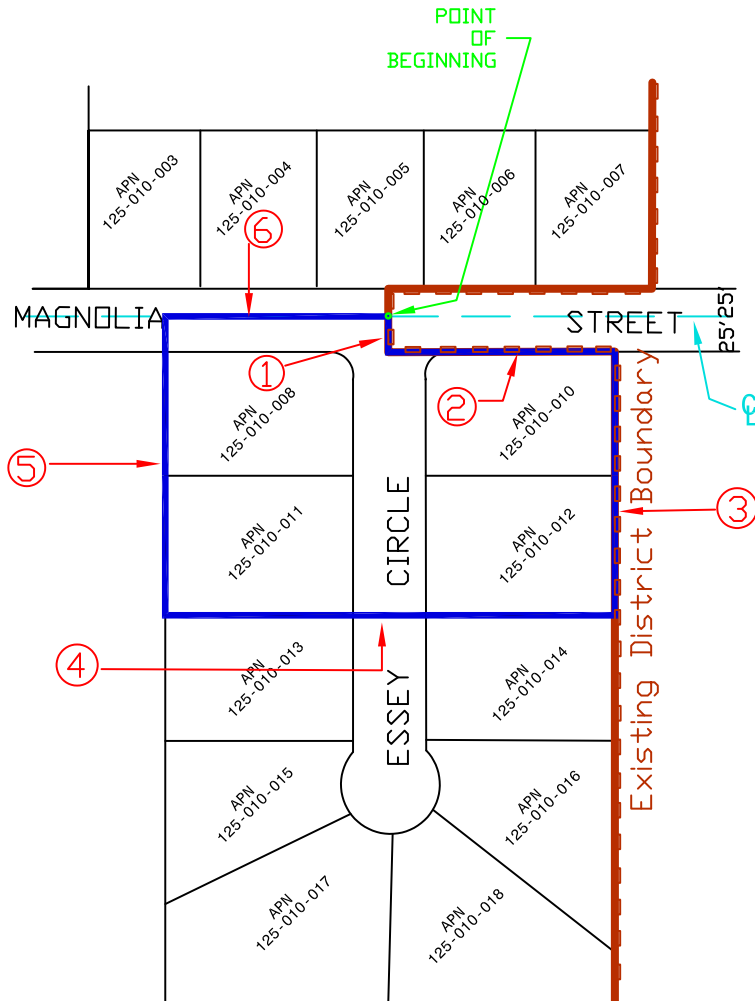 POINT
OF
BEGINNING
APN
125-010-003
APN
125-010-004
APN
125-010-005
APN
125-010-006
APN
125-010-007
6
MAGNOLIA
STREET
25'25'
1
2
℄
APN
125-010-008
APN
125-010-010
5
3
APN
125-010-011
APN
125-010-012
ESSEY CIRCLE
Existing District Boundary
4
APN
125-010-013
APN
125-010-014
APN
125-010-015
APN
125-010-016
APN
125-010-017
APN
125-010-018